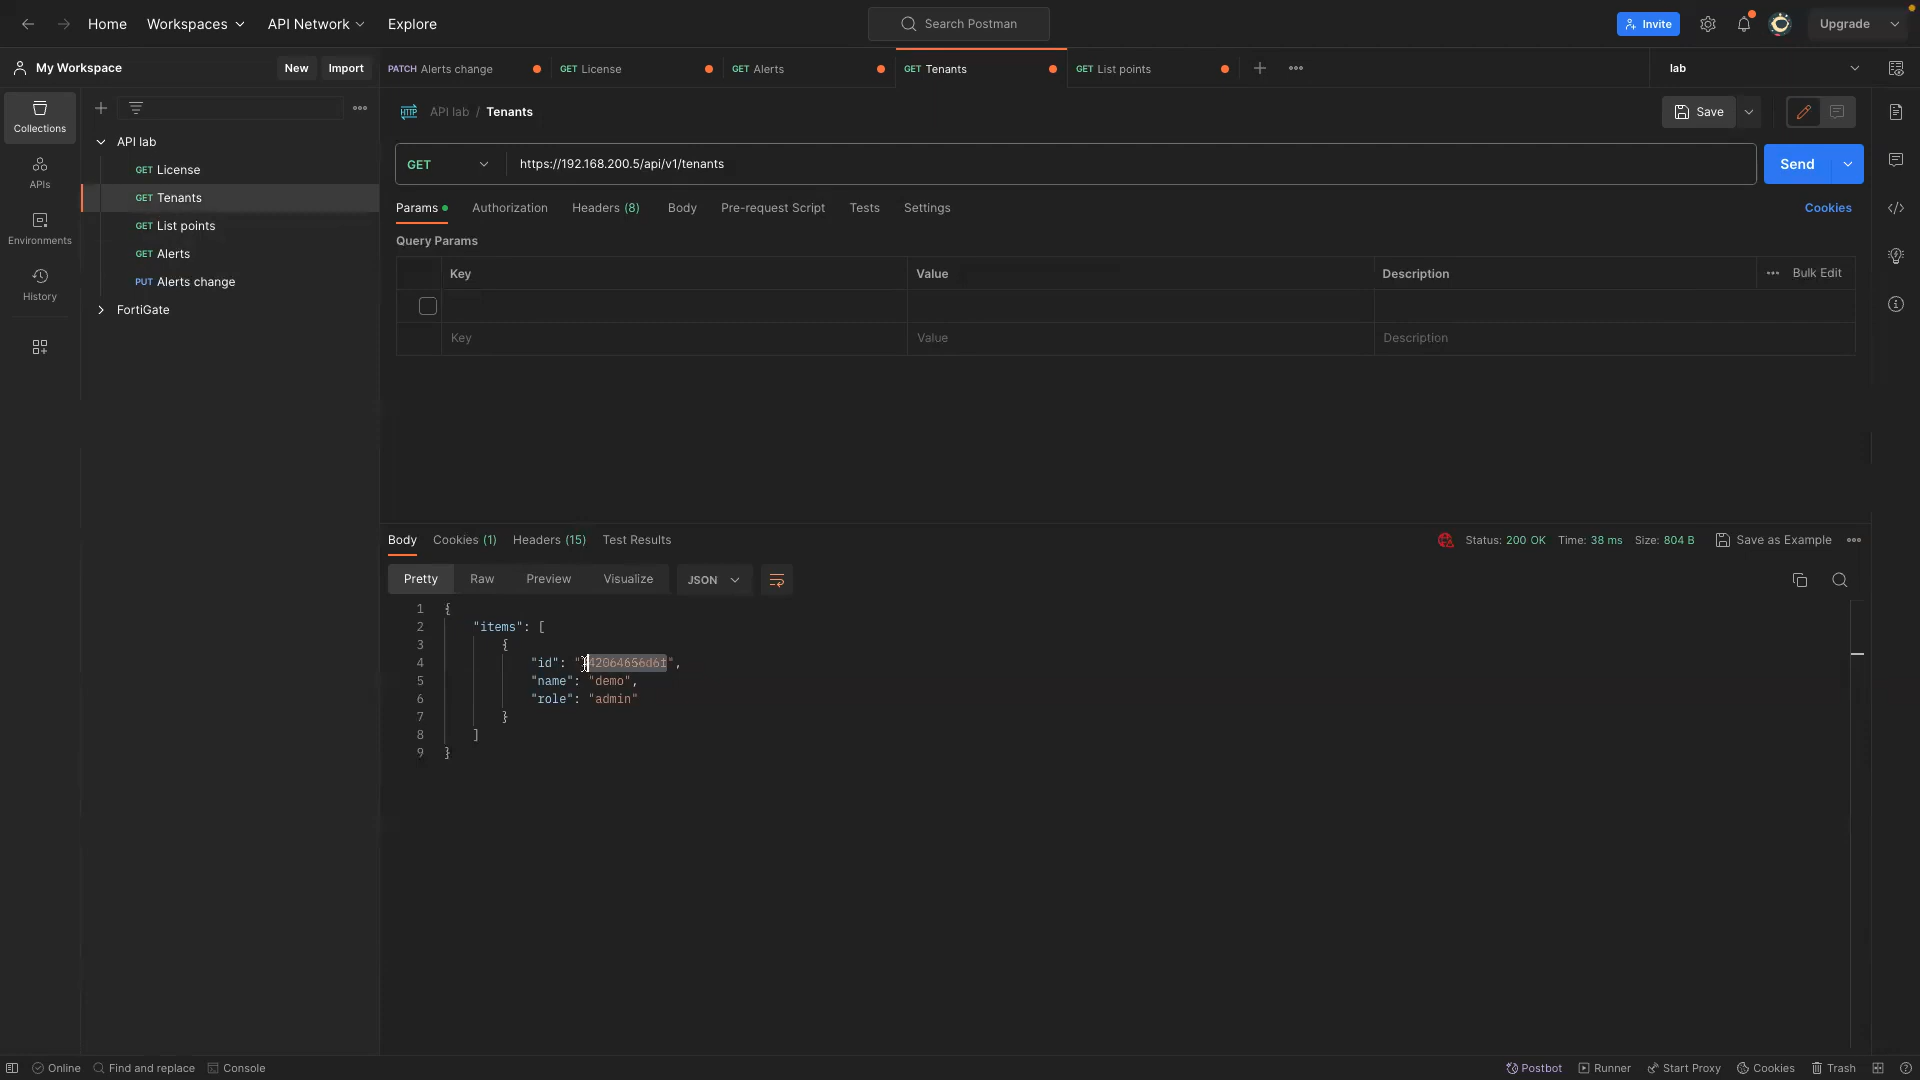 Home
Workspaces
API Network
Explore
Search Postman
Invite
Upgrade
My Workspace
New
Import
PATCH Alerts change
GET License
GET Alerts
GET Tenants
GET List points
lab
Collections
APIs
Environments
History
API lab
GET License
GET Tenants
GET List points
GET Alerts
PUT Alerts change
FortiGate
HTTP
API lab / Tenants
Save
GET
https://192.168.200.5/api/v1/tenants
Send
Params
Authorization
Headers (8)
Body
Pre-request Script
Tests
Settings
Cookies
Query Params
Key
Value
Description
Bulk Edit
Key
Value
Description
Body
Cookies (1)
Headers (15)
Test Results
Status: 200 OK
Time: 38 ms
Size: 804 B
Save as Example
Pretty
Raw
Preview
Visualize
JSON
1 {
2 "items": [
3 {
4 "id":
5 "name": "demo",
6 "role": "admin"
7 }
8 ]
9 }
Online
Find and replace
Console
Postbot
Runner
Start Proxy
Cookies
Trash